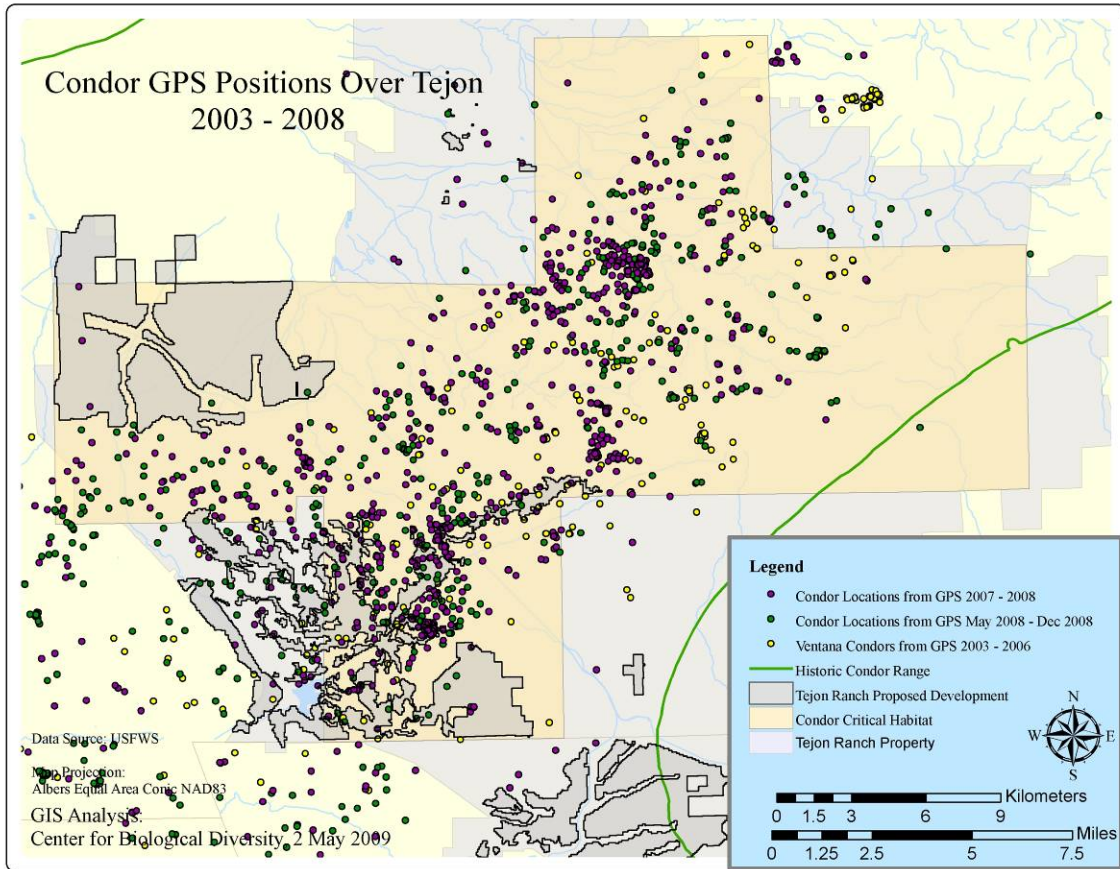 Condor GPS Positions Over Tejon
2003 - 2008
Data Source: USFWS
Map Projection:
Albers Equal Area Conic NAD83
GIS Analysis:
Center for Biological Diversity, 2 May 2009
Legend
Condor Locations from GPS 2007 - 2008
Condor Locations from GPS May 2008 - Dec 2008
Ventana Condors from GPS 2003 - 2006
Historic Condor Range
Tejon Ranch Proposed Development
Condor Critical Habitat
Tejon Ranch Property
N
W E
S
Kilometers
0 1.5 3 6 9
Miles
0 1.25 2.5 5 7.5